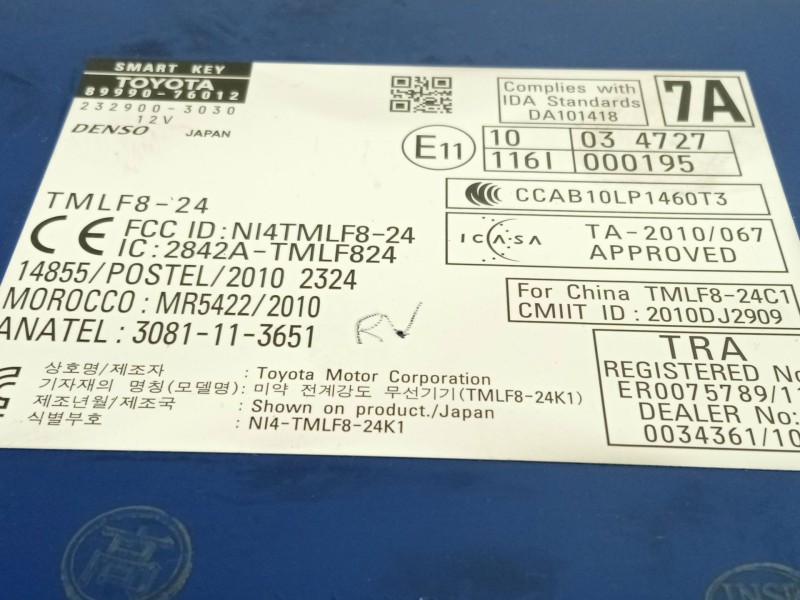 SMART KEY
TOYOTA
89990-76012
232900-3030
12V
DENSO JAPAN
Complies with
IDA Standards
DA101418
7A
E11
10 03 4727
116I 000195
CCAB10LP1460T3
TMLF8-24
CE FCC ID: NI4TMLF8-24
IC: 2842A-TMLF824
14855/POSTEL/2010 2324
MOROCCO: MR5422/2010
ANATEL: 3081-11-3651
ICASA TA-2010/067
APPROVED
For China TMLF8-24C1
CMIIT ID: 2010DJ2909
RV
TRA
REGISTERED No
ER0075789/11
DEALER No:
0034361/10
상호명/제조자 : Toyota Motor Corporation
기자재의 명칭(모델명): 미약 전계강도 무선기기(TMLF8-24K1)
제조년월/제조국 : Shown on product./Japan
식별부호 : NI4-TMLF8-24K1
高